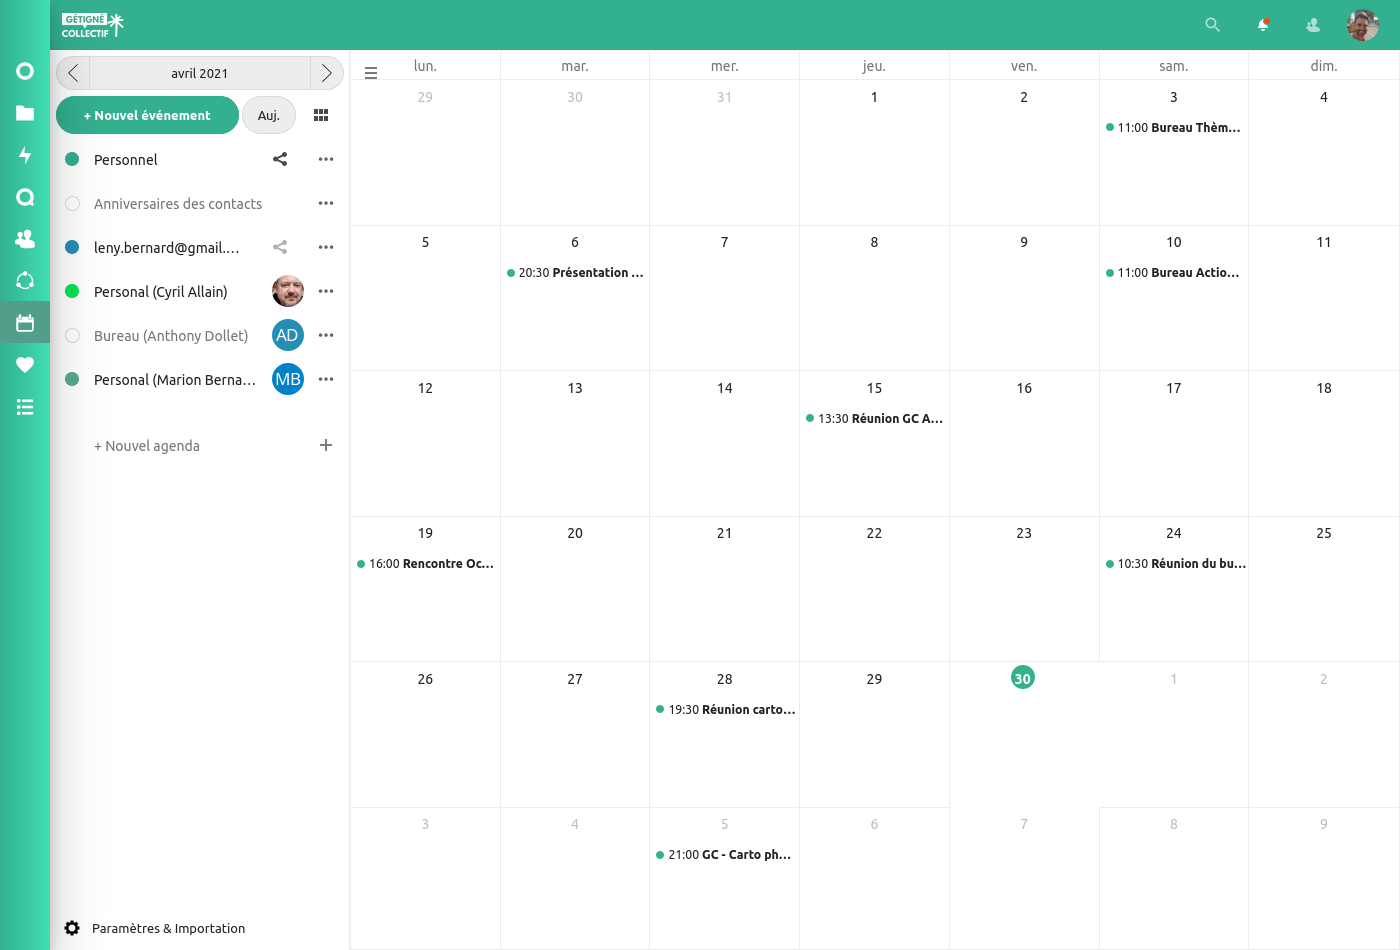 GÉTIGNÉ
COLLECTIF
avril 2021
+ Nouvel événement
Auj.
Personnel
Anniversaires des contacts
leny.bernard@gmail.…
Personal (Cyril Allain)
Bureau (Anthony Dollet)
AD
Personal (Marion Berna…
MB
+ Nouvel agenda
Paramètres & Importation
lun. mar. mer. jeu. ven. sam. dim.
29 30 31 1 2 3 4
11:00 Bureau Thèm…
5 6 7 8 9 10 11
20:30 Présentation … 11:00 Bureau Actio…
12 13 14 15 16 17 18
13:30 Réunion GC A…
19 20 21 22 23 24 25
16:00 Rencontre Oc… 10:30 Réunion du bu…
26 27 28 29 30 1 2
19:30 Réunion carto…
3 4 5 6 7 8 9
21:00 GC - Carto ph…